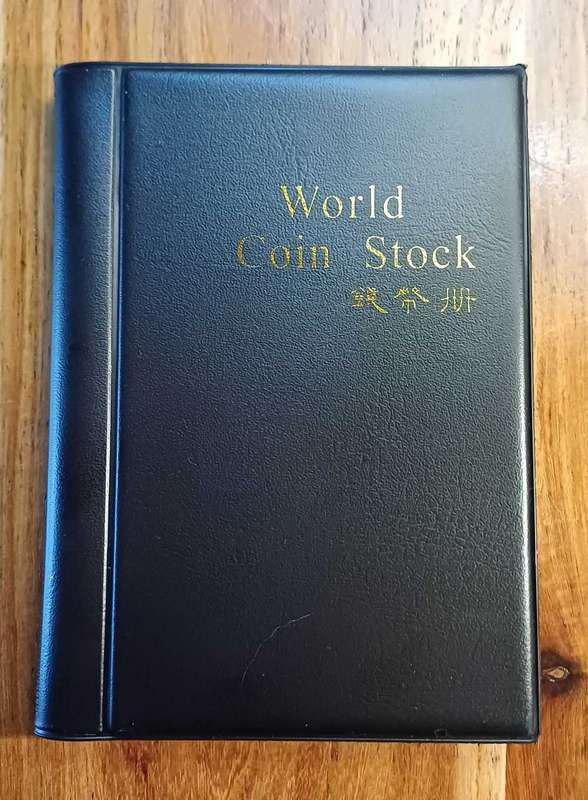 World
Coin Stock
錢幣册